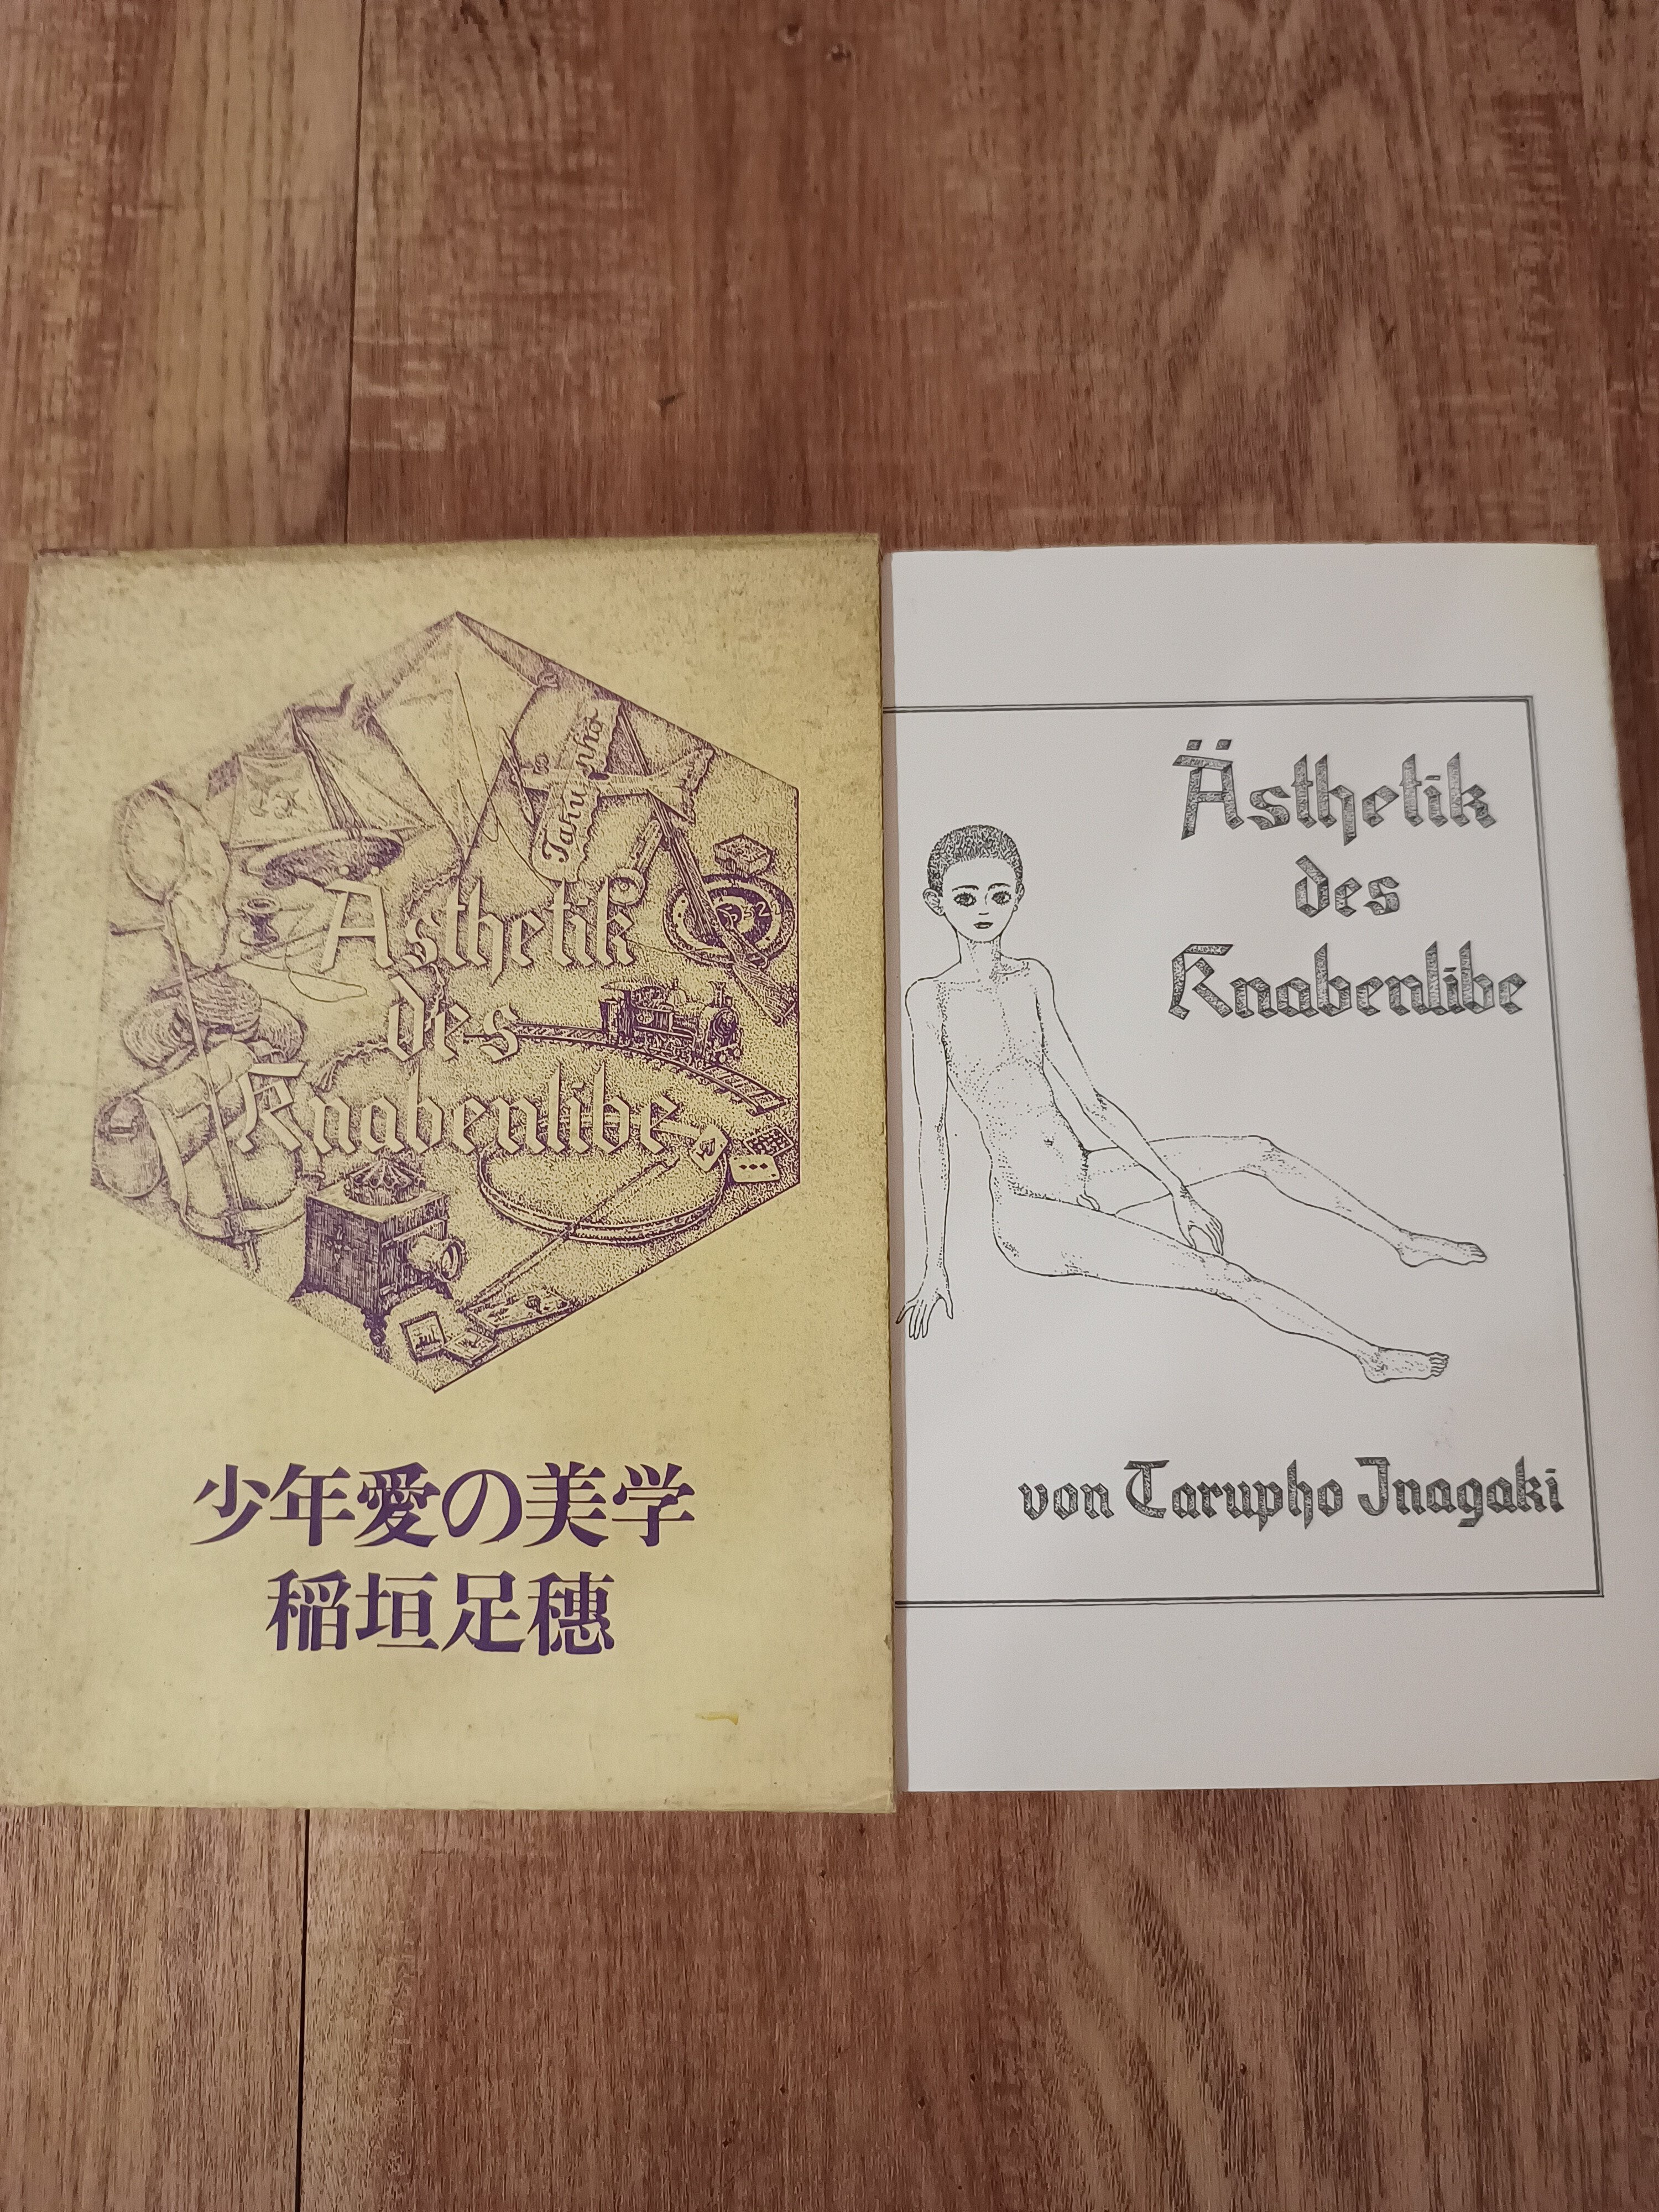 Ästhetik
des
Knabenlibe
少年愛の美学
稲垣足穂
Ästhetik
des
Knabenlibe
von Tarupho Inagaki